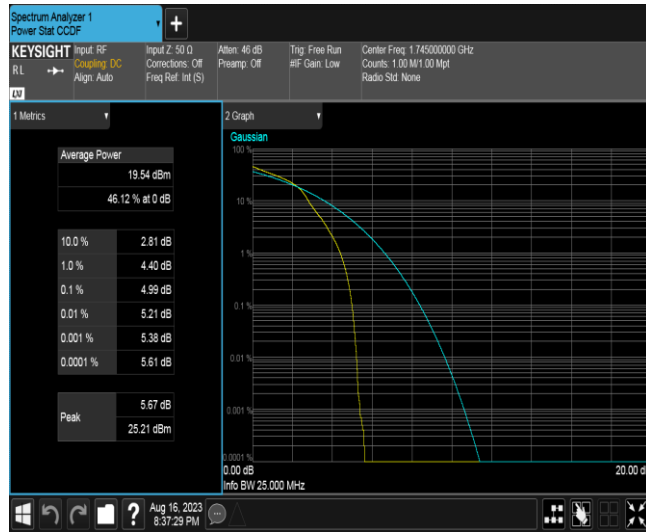 Spectrum Analyzer 1
Power Stat CCDF
+
KEYSIGHT
RL
LXI
Input: RF
Coupling: DC
Align: Auto
Input Z: 50 Ω
Corrections: Off
Freq Ref: Int (S)
Atten: 46 dB
Preamp: Off
Trig: Free Run
#IF Gain: Low
Center Freq: 1.745000000 GHz
Counts: 1.00 M/1.00 Mpt
Radio Std: None
1 Metrics
Average Power
19.54 dBm
46.12 % at 0 dB
10.0 % 2.81 dB
1.0 % 4.40 dB
0.1 % 4.99 dB
0.01 % 5.21 dB
0.001 % 5.38 dB
0.0001 % 5.61 dB
Peak
5.67 dB
25.21 dBm
2 Graph
Gaussian
100 %
10 %
1 %
0.1 %
0.01 %
0.001 %
0.0001 %
0.00 dB
20.00 d
Info BW 25.000 MHz
?
Aug 16, 2023
8:37:29 PM